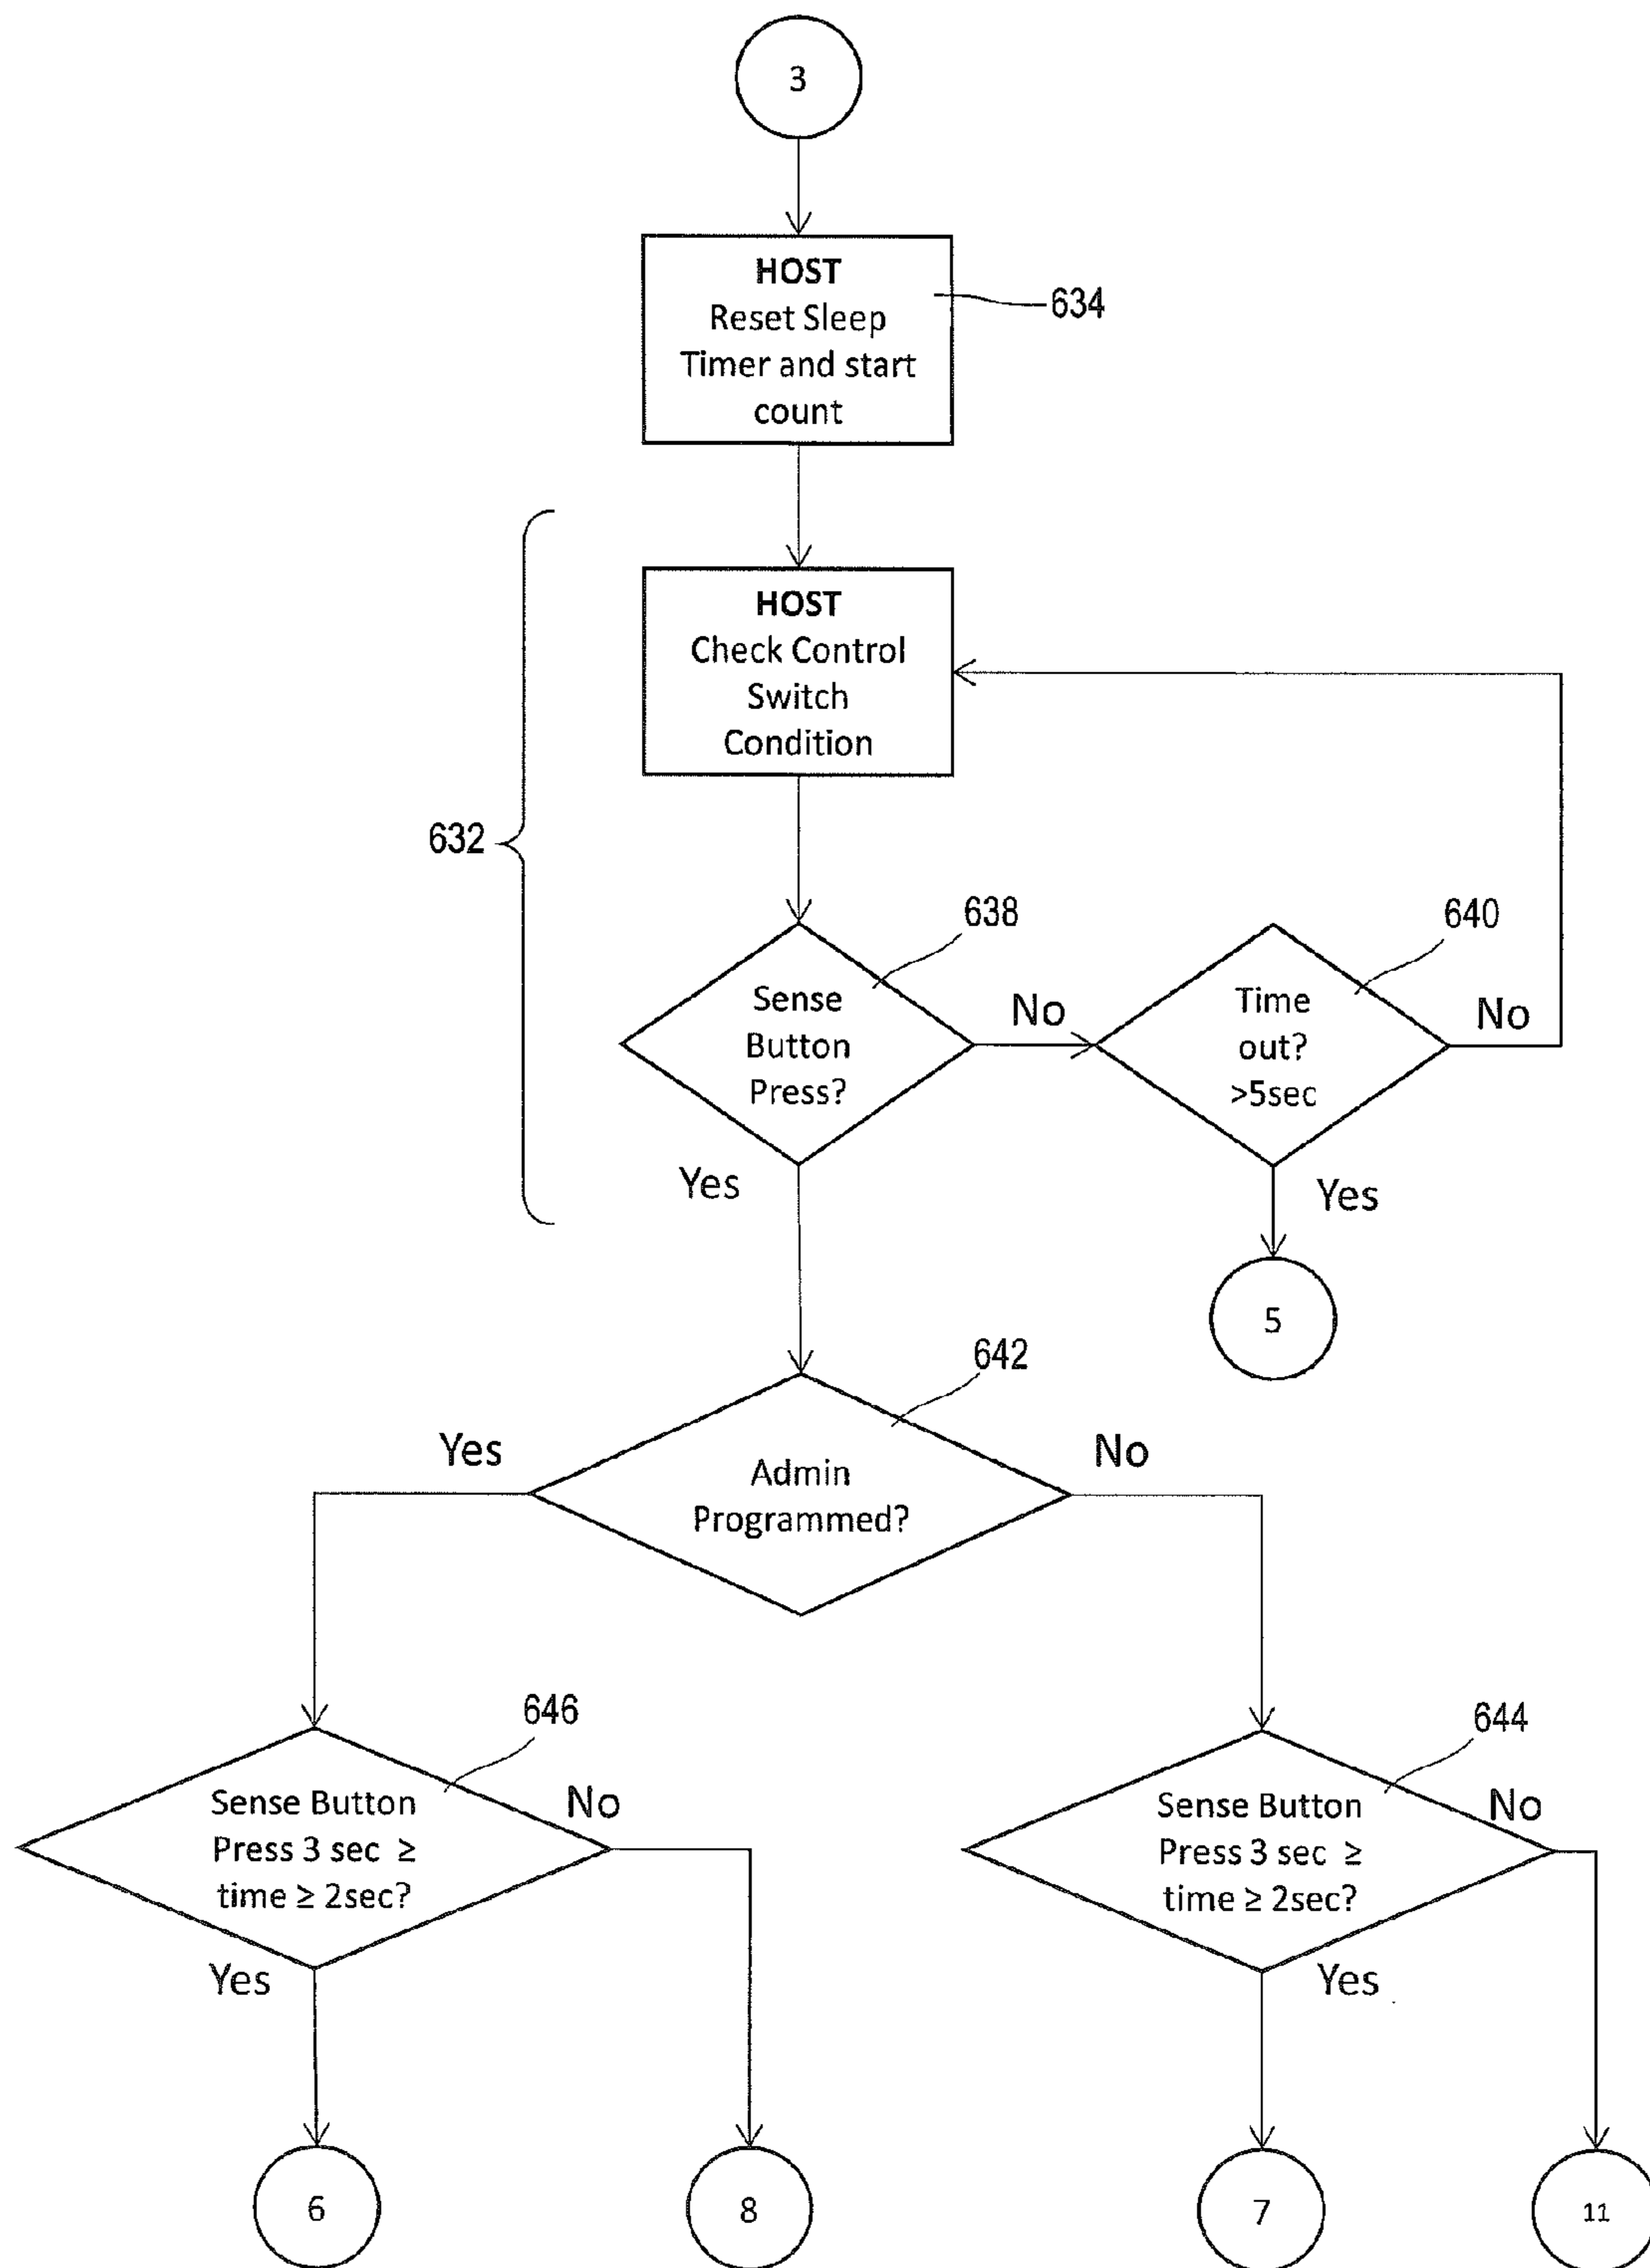 3
HOST
Reset Sleep
Timer and start
count
634
HOST
Check Control
Switch
Condition
632
638
640
Sense
Button
Press?
No
Time
out?
>5sec
No
Yes
Yes
5
642
Yes
Admin
Programmed?
No
646
Sense Button
Press 3 sec ≥
time ≥ 2sec?
No
Yes
644
Sense Button
Press 3 sec ≥
time ≥ 2sec?
No
Yes
6
8
7
11